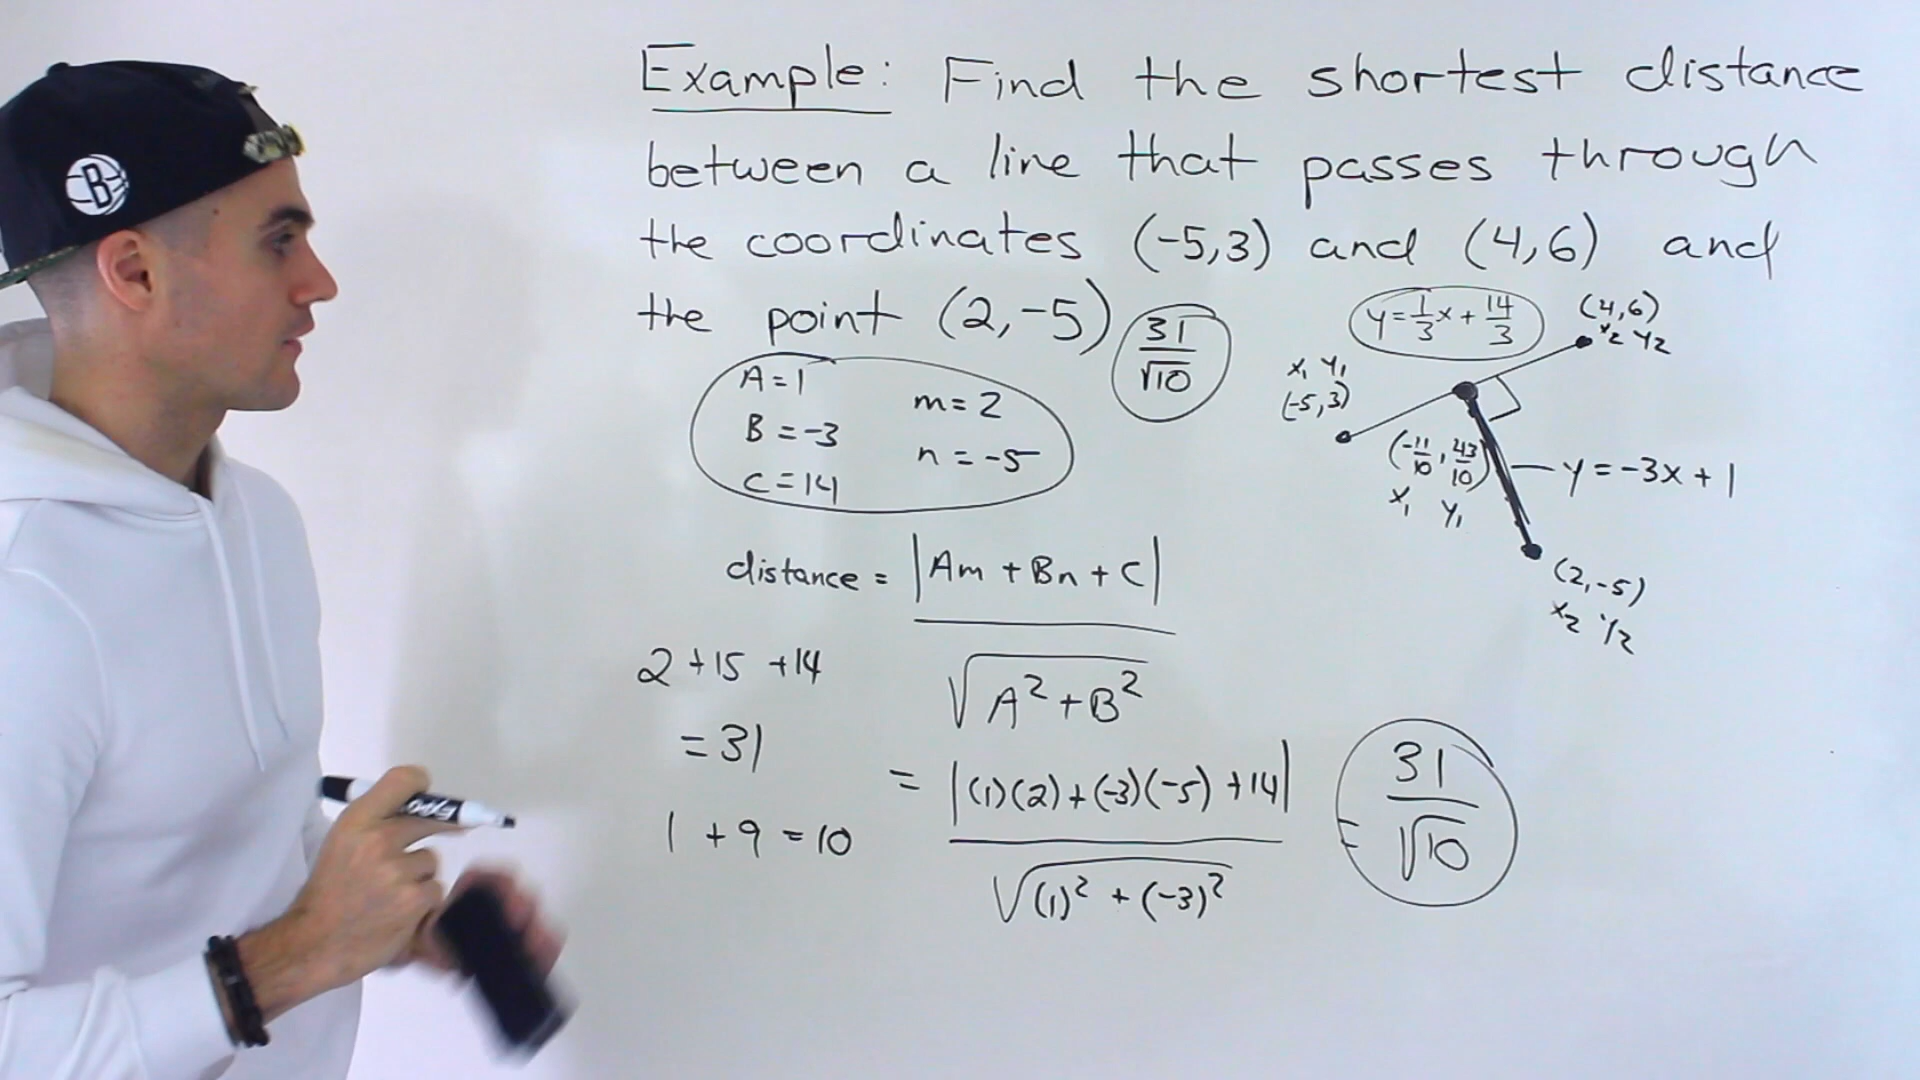 Example: Find the shortest distance
between a line that passes through
the coordinates (-5,3) and (4,6) and
the point (2,-5)
31/√10
y = 1/3 x + 14/3
(4,6)
x₂ y₂
x₁ y₁
(-5,3)
(-11/10, 43/10)
x₁ y₁
y = -3x + 1
(2,-5)
x₂ y₂
A = 1
B = -3
C = 14
m = 2
n = -5
distance = |Am + Bn + C|
√A² + B²
2 + 15 + 14
= 31
1 + 9 = 10
= |(1)(2) + (-3)(-5) + 14|
√(1)² + (-3)²
= 31/√10
B
EXPO